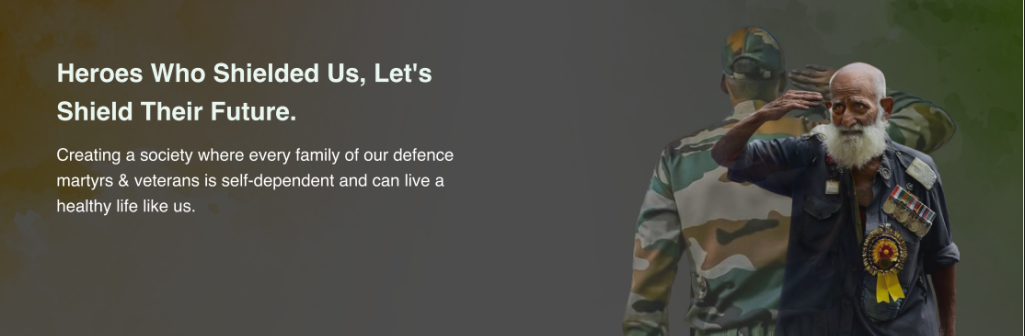 Heroes Who Shielded Us, Let's
Shield Their Future.
Creating a society where every family of our defence
martyrs & veterans is self-dependent and can live a
healthy life like us.